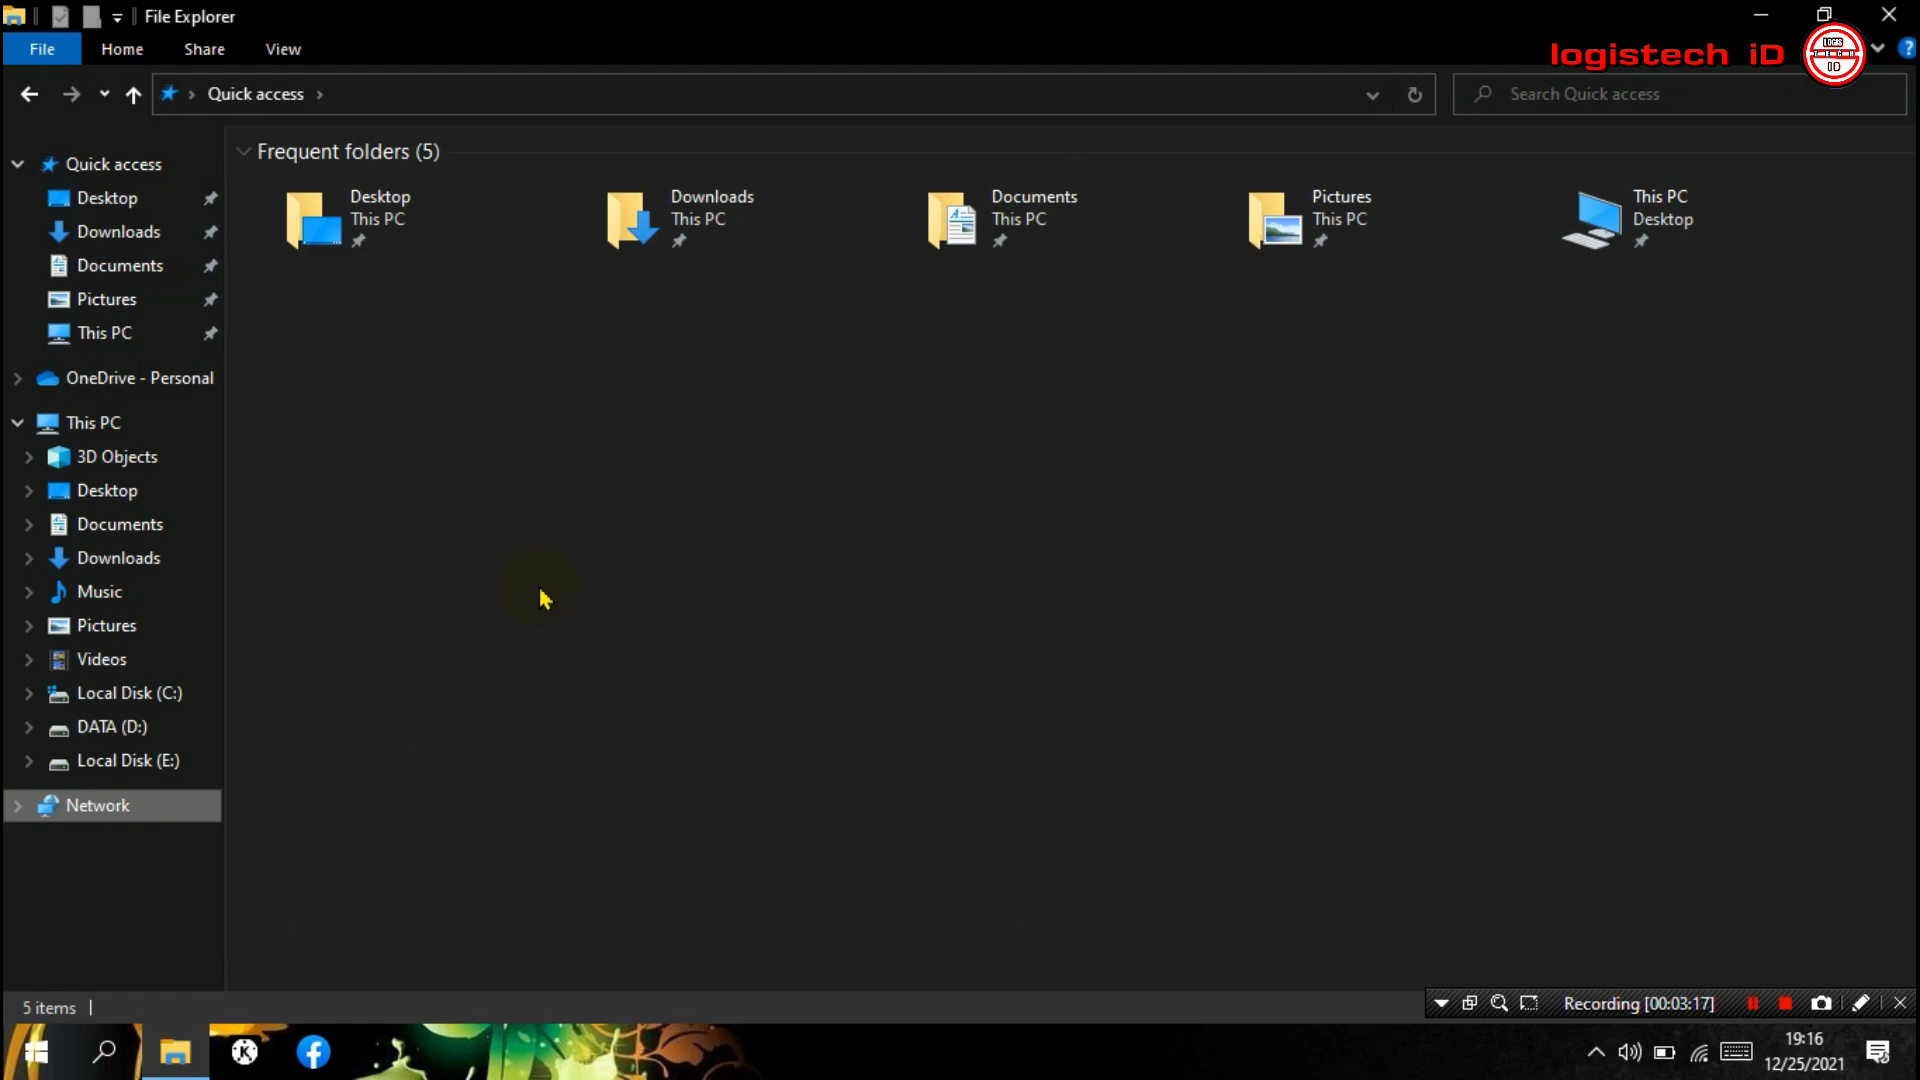 File Explorer
File Home Share View
logistech iD
LOGIS
TECH
ID
Quick access
Search Quick access
Quick access
Desktop
Downloads
Documents
Pictures
This PC
OneDrive - Personal
This PC
3D Objects
Desktop
Documents
Downloads
Music
Pictures
Videos
Local Disk (C:)
DATA (D:)
Local Disk (E:)
Network
Frequent folders (5)
Desktop
This PC
Downloads
This PC
Documents
This PC
Pictures
This PC
This PC
Desktop
5 items
Recording [00:03:17]
K
19:16
12/25/2021